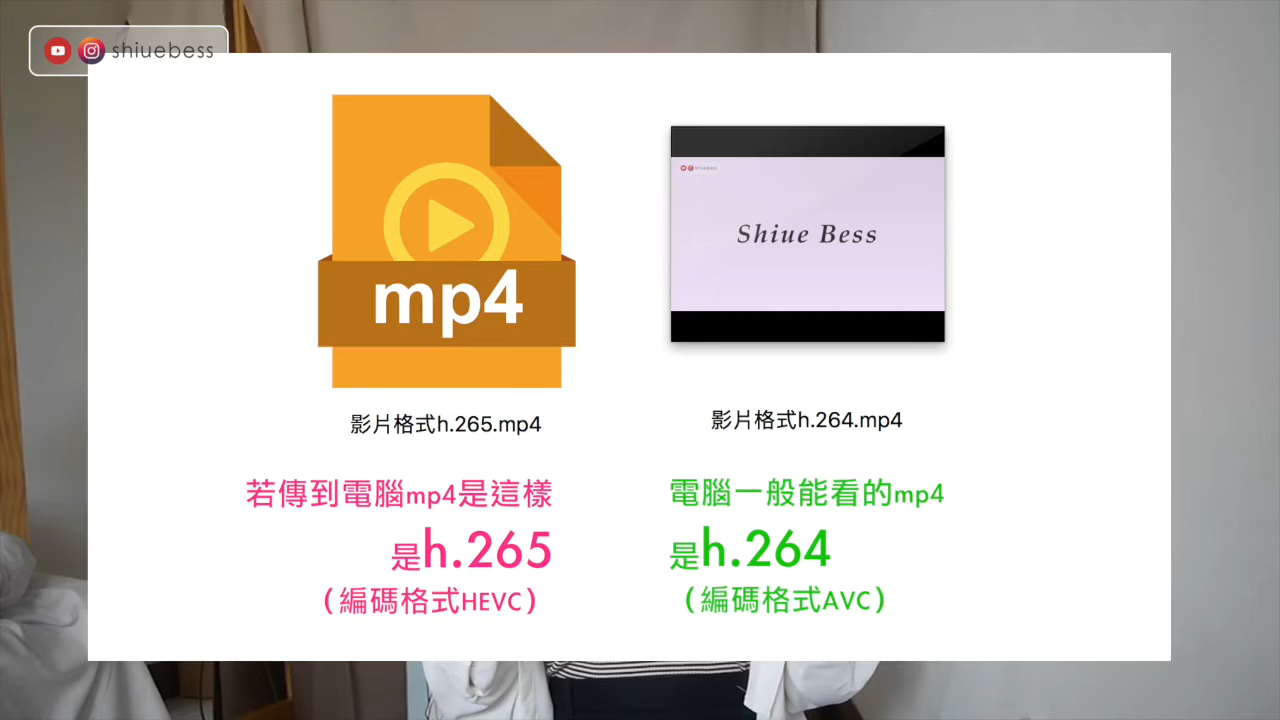 shiuebess
mp4
Shiue Bess
影片格式h.265.mp4
影片格式h.264.mp4
若傳到電腦mp4是這樣
是h.265
（編碼格式HEVC）
電腦一般能看的mp4
是h.264
（編碼格式AVC）